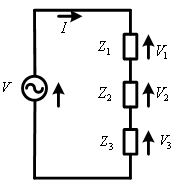 I
Z₁ V₁
V Z₂ V₂
Z₃ V₃